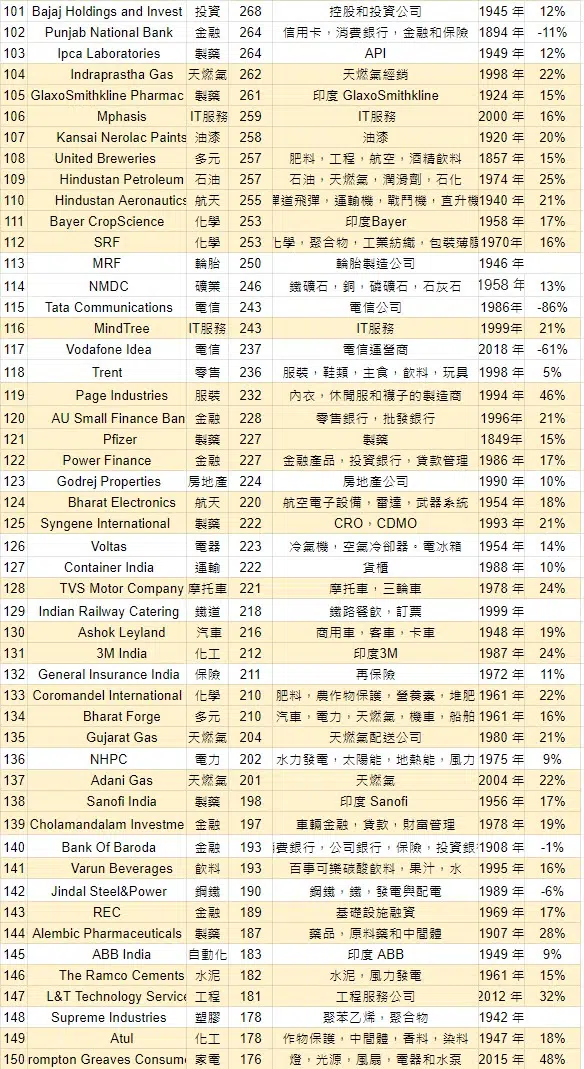 101 Bajaj Holdings and Invest 投資 268 控股和投資公司 1945 年 12%
102 Punjab National Bank 金融 264 信用卡，消費銀行，金融和保險 1894 年 -11%
103 Ipca Laboratories 製藥 264 API 1949 年 12%
104 Indraprastha Gas 天燃氣 262 天燃氣經銷 1998 年 22%
105 GlaxoSmithkline Pharmac 製藥 261 印度 GlaxoSmithkline 1924 年 15%
106 Mphasis IT服務 259 IT服務 2000 年 16%
107 Kansai Nerolac Paints 油漆 258 油漆 1920 年 20%
108 United Breweries 多元 257 肥料，工程，航空，酒精飲料 1857 年 15%
109 Hindustan Petroleum 石油 257 石油，天燃氣，潤滑劑，石化 1974 年 25%
110 Hindustan Aeronautics 航天 255 彈道飛彈，運輸機，戰鬥機，直升機 1940 年 21%
111 Bayer CropScience 化學 253 印度Bayer 1958 年 17%
112 SRF 化學 253 化學，聚合物，工業紡織，包裝薄膜 1970年 16%
113 MRF 輪胎 250 輪胎製造公司 1946 年
114 NMDC 礦業 246 鐵礦石，銅，磷礦石，石灰石 1958 年 13%
115 Tata Communications 電信 243 電信公司 1986年 -86%
116 MindTree IT服務 243 IT服務 1999年 21%
117 Vodafone Idea 電信 237 電信運營商 2018 年 -61%
118 Trent 零售 236 服裝，鞋類，主食，飲料，玩具 1998 年 5%
119 Page Industries 服裝 232 內衣，休閒服和襪子的製造商 1994 年 46%
120 AU Small Finance Ban 金融 228 零售銀行，批發銀行 1996年 21%
121 Pfizer 製藥 227 製藥 1849年 15%
122 Power Finance 金融 227 金融產品，投資銀行，貸款管理 1986 年 17%
123 Godrej Properties 房地產 224 房地產公司 1990 年 10%
124 Bharat Electronics 航天 220 航空電子設備，雷達，武器系統 1954 年 18%
125 Syngene International 製藥 222 CRO，CDMO 1993 年 21%
126 Voltas 電器 223 冷氣機，空氣冷卻器。電冰箱 1954 年 14%
127 Container India 運輸 222 貨櫃 1988 年 10%
128 TVS Motor Company 摩托車 221 摩托車，三輪車 1978 年 24%
129 Indian Railway Catering 鐵道 218 鐵路餐飲，訂票 1999 年
130 Ashok Leyland 汽車 216 商用車，客車，卡車 1948 年 19%
131 3M India 化工 212 印度3M 1987 年 24%
132 General Insurance India 保險 211 再保險 1972 年 11%
133 Coromandel International 化學 210 肥料，農作物保護，營養素，堆肥 1961 年 22%
134 Bharat Forge 多元 210 汽車，電力，天燃氣，機車，船舶 1961 年 16%
135 Gujarat Gas 天燃氣 204 天燃氣配送公司 1980 年 21%
136 NHPC 電力 202 水力發電，太陽能，地熱能，風力 1975 年 9%
137 Adani Gas 天燃氣 201 天燃氣 2004 年 22%
138 Sanofi India 製藥 198 印度 Sanofi 1956 年 17%
139 Cholamandalam Investme 金融 197 車輛金融，貸款，財富管理 1978 年 19%
140 Bank Of Baroda 金融 193 費銀行，公司銀行，保險，投資銀 1908 年 -1%
141 Varun Beverages 飲料 193 百事可樂碳酸飲料，果汁，水 1995 年 16%
142 Jindal Steel&Power 鋼鐵 190 鋼鐵，鐵，發電與配電 1989 年 -6%
143 REC 金融 189 基礎設施融資 1969 年 17%
144 Alembic Pharmaceuticals 製藥 187 藥品，原料藥和中間體 1907 年 28%
145 ABB India 自動化 183 印度 ABB 1949 年 9%
146 The Ramco Cements 水泥 182 水泥，風力發電 1961 年 15%
147 L&T Technology Service 工程 181 工程服務公司 2012 年 32%
148 Supreme Industries 塑膠 178 聚苯乙烯，聚合物 1942 年
149 Atul 化工 178 作物保護，中間體，香料，染料 1947 年 18%
150 rompton Greaves Consum 家電 176 燈，光源，風扇，電器和水泵 2015 年 48%